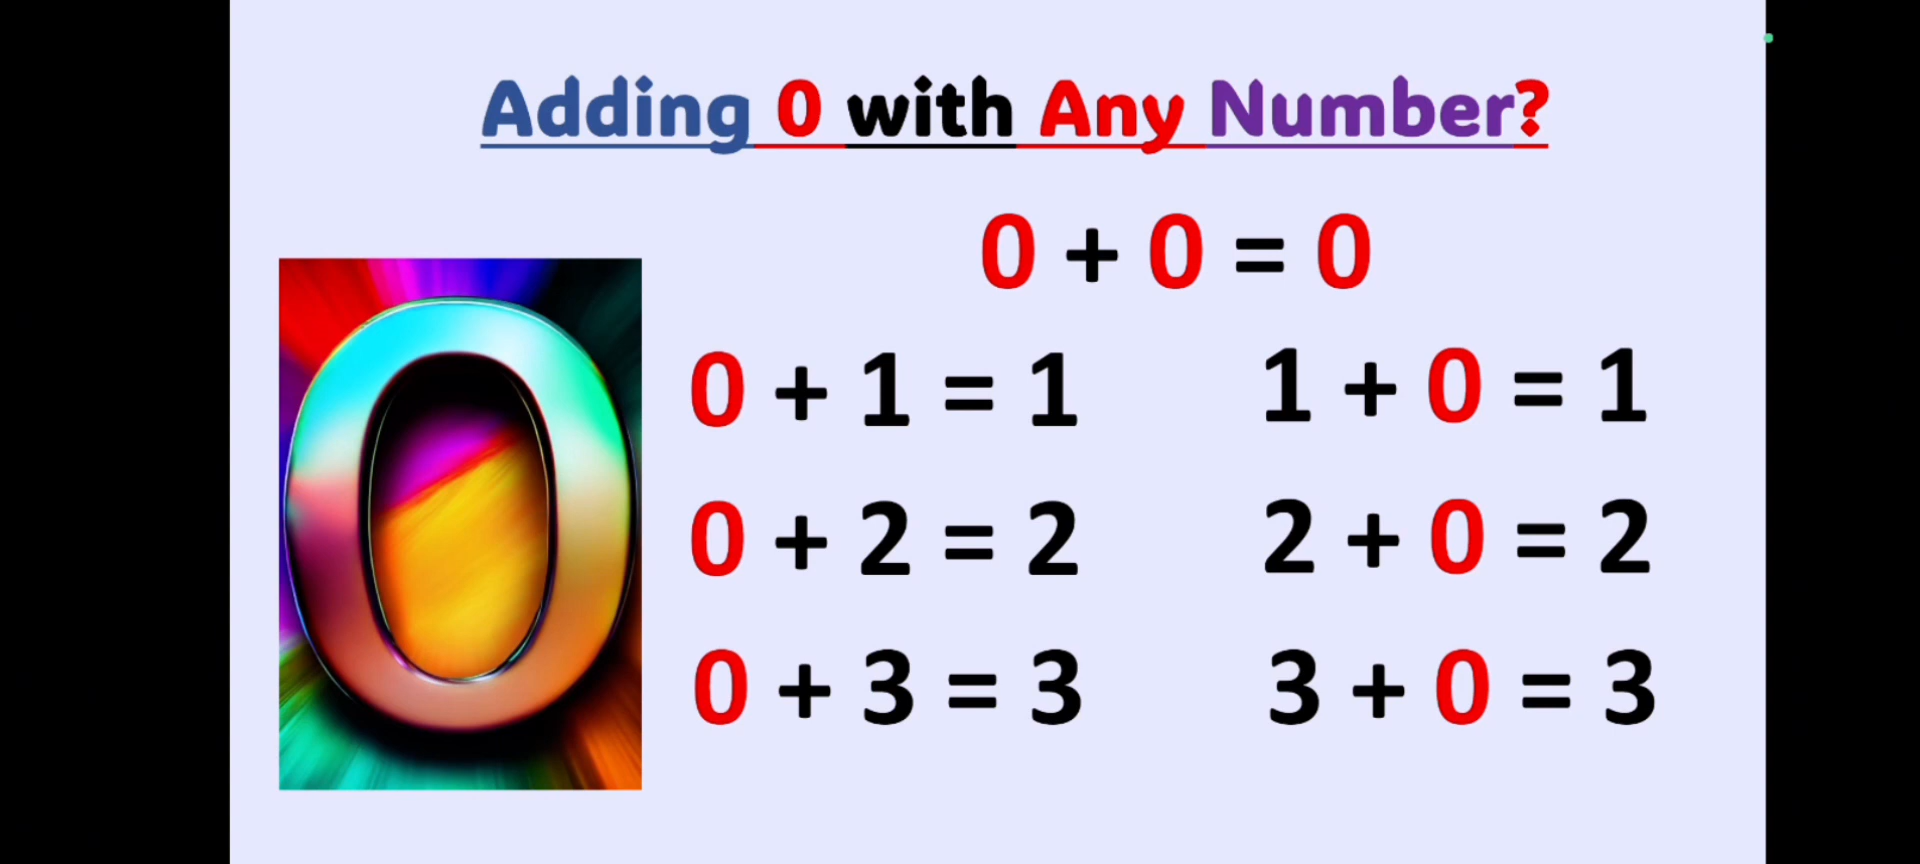 Adding 0 with Any Number?
0 + 0 = 0
0 + 1 = 1 1 + 0 = 1
0 + 2 = 2 2 + 0 = 2
0 + 3 = 3 3 + 0 = 3
0